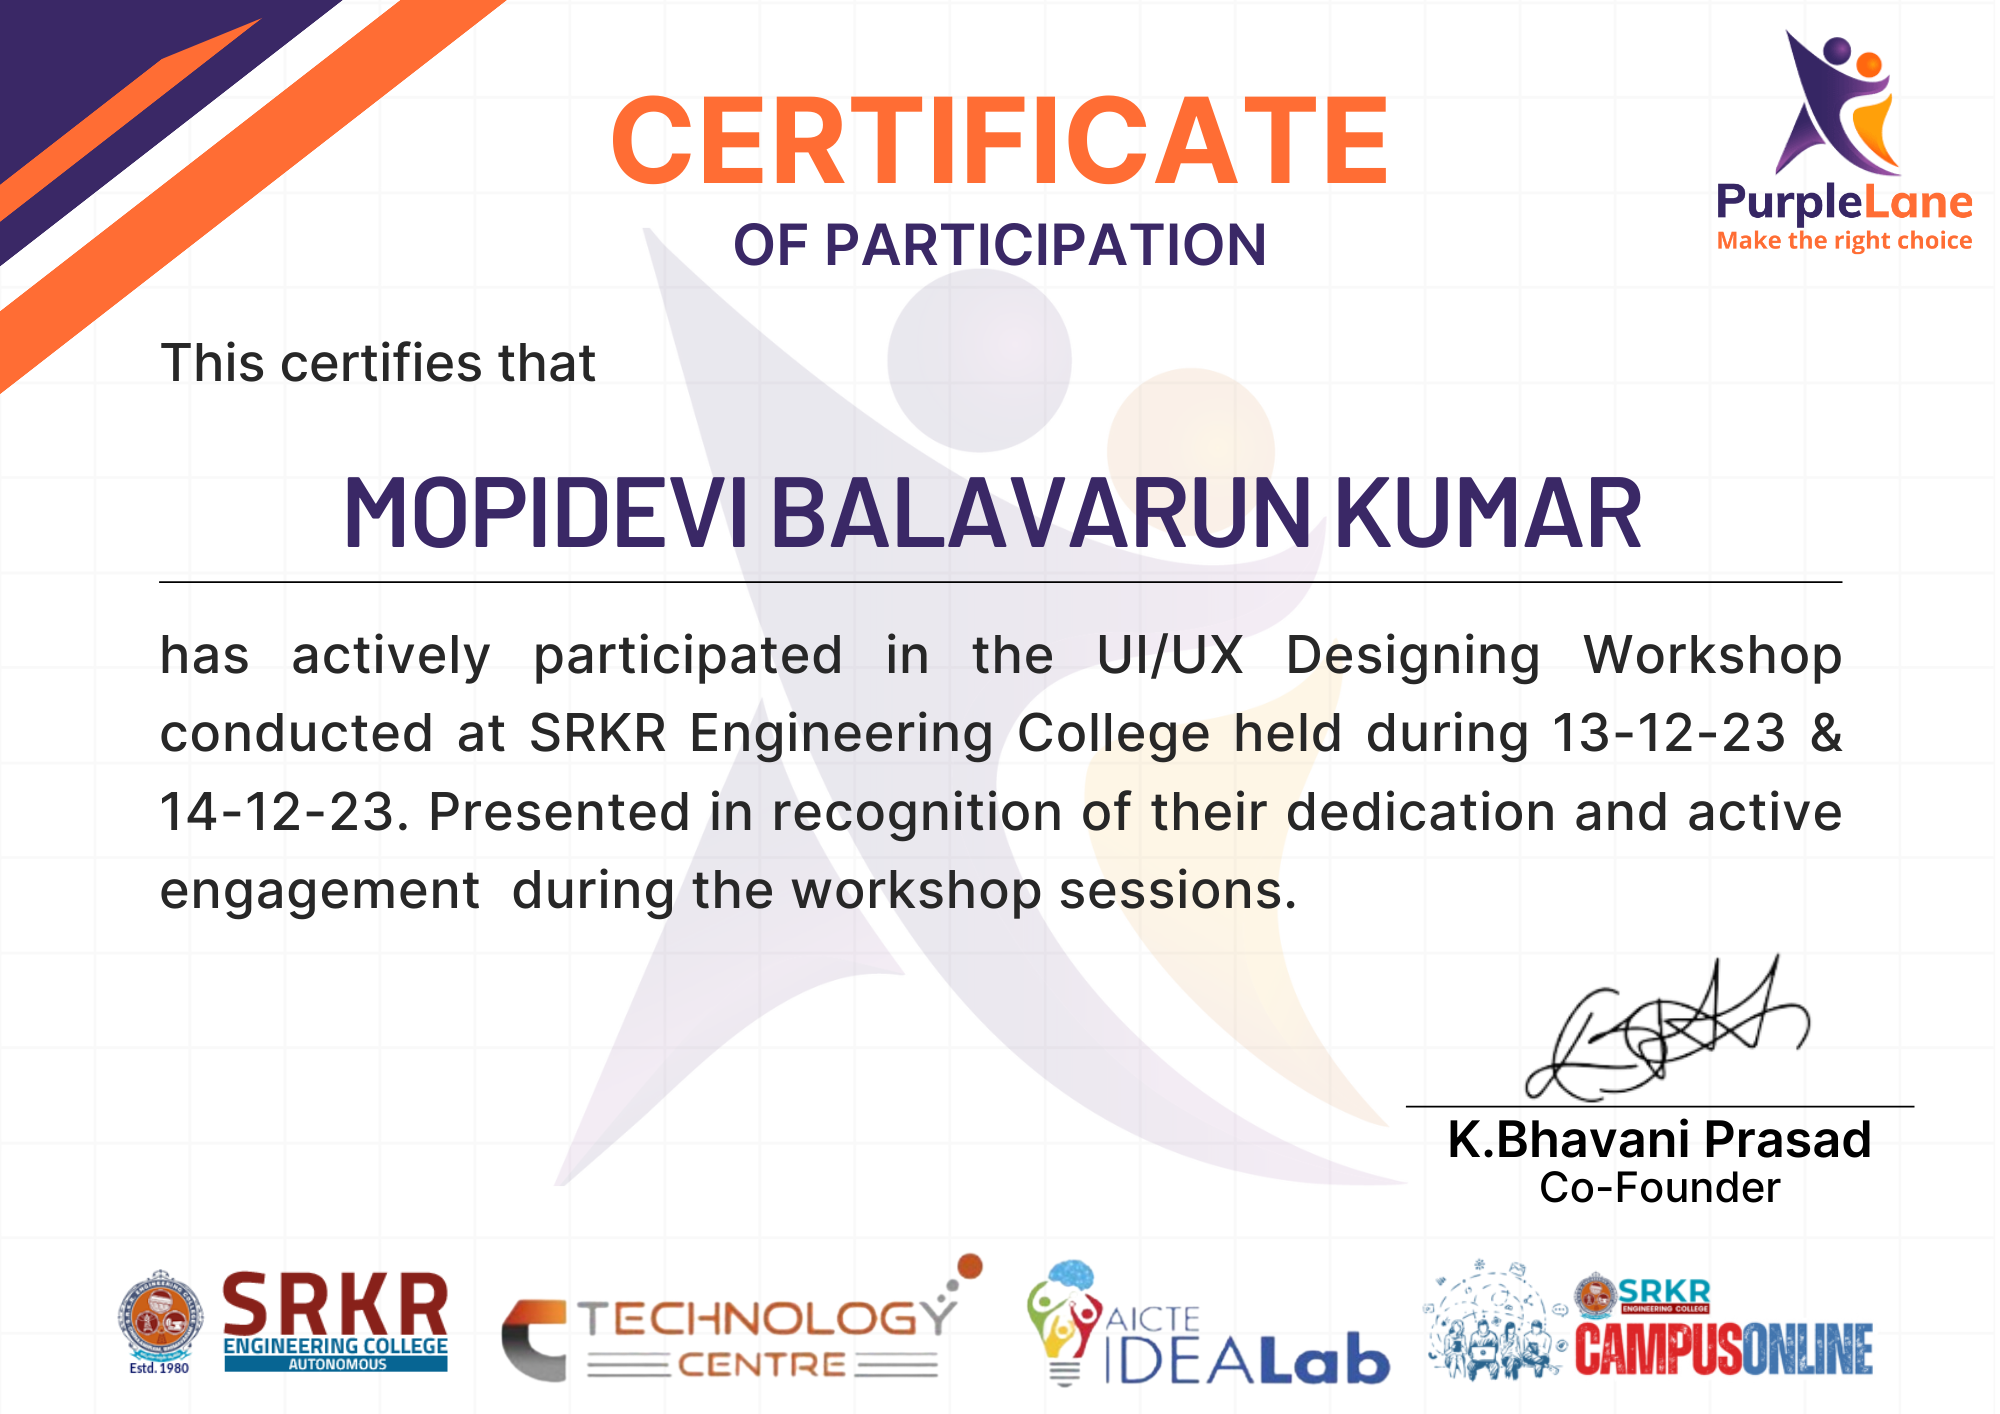 CERTIFICATE
OF PARTICIPATION
PurpleLane
Make the right choice
This certifies that
MOPIDEVI BALAVARUN KUMAR
has actively participated in the UI/UX Designing Workshop
conducted at SRKR Engineering College held during 13-12-23 &
14-12-23. Presented in recognition of their dedication and active
engagement during the workshop sessions.
K.Bhavani Prasad
Co-Founder
Estd. 1980
SRKR
ENGINEERING COLLEGE
AUTONOMOUS
TECHNOLOGY
CENTRE
AICTE
IDEALab
SRKR
ENGINEERING COLLEGE
CAMPUSONLINE